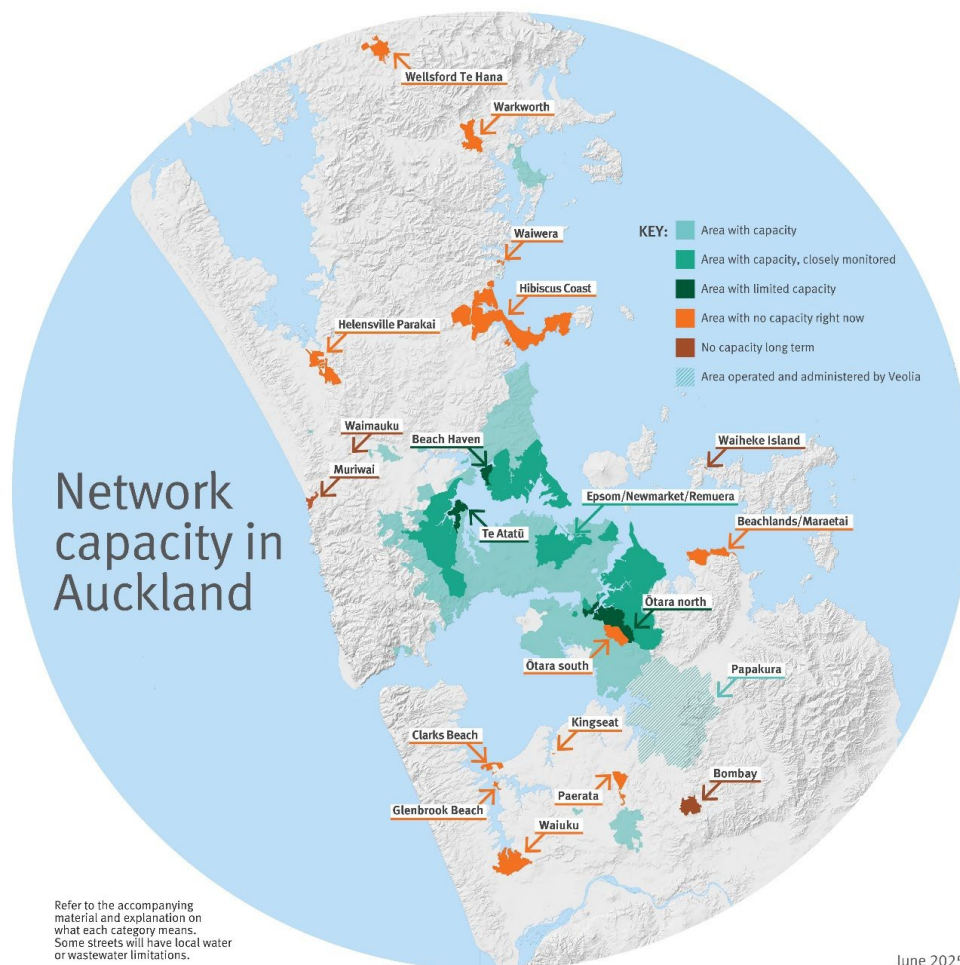 Wellsford Te Hana
Warkworth
Waiwera
KEY:
Area with capacity
Area with capacity, closely monitored
Area with limited capacity
Area with no capacity right now
No capacity long term
Area operated and administered by Veolia
Hibiscus Coast
Helensville Parakai
Waimauku
Beach Haven
Waiheke Island
Muriwai
Network
capacity in
Auckland
Epsom/Newmarket/Remuera
Beachlands/Maraetai
Te Atatū
Ōtara north
Ōtara south
Papakura
Kingseat
Clarks Beach
Bombay
Paerata
Glenbrook Beach
Waiuku
Refer to the accompanying
material and explanation on
what each category means.
Some streets will have local water
or wastewater limitations.
June 2025